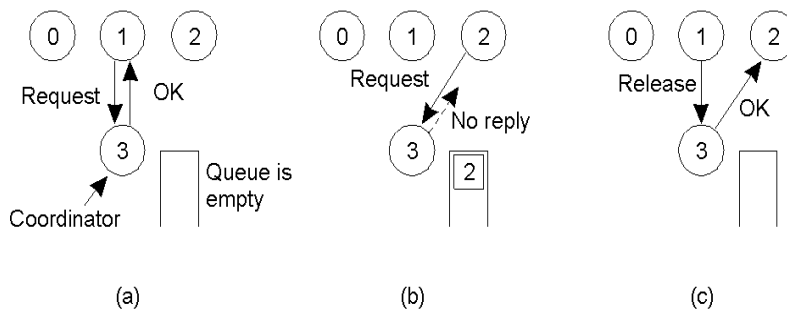 0 1 2
Request
OK
3
Queue is
empty
Coordinator
(a)
0 1 2
Request
No reply
3
2
(b)
0 1 2
Release
OK
3
(c)